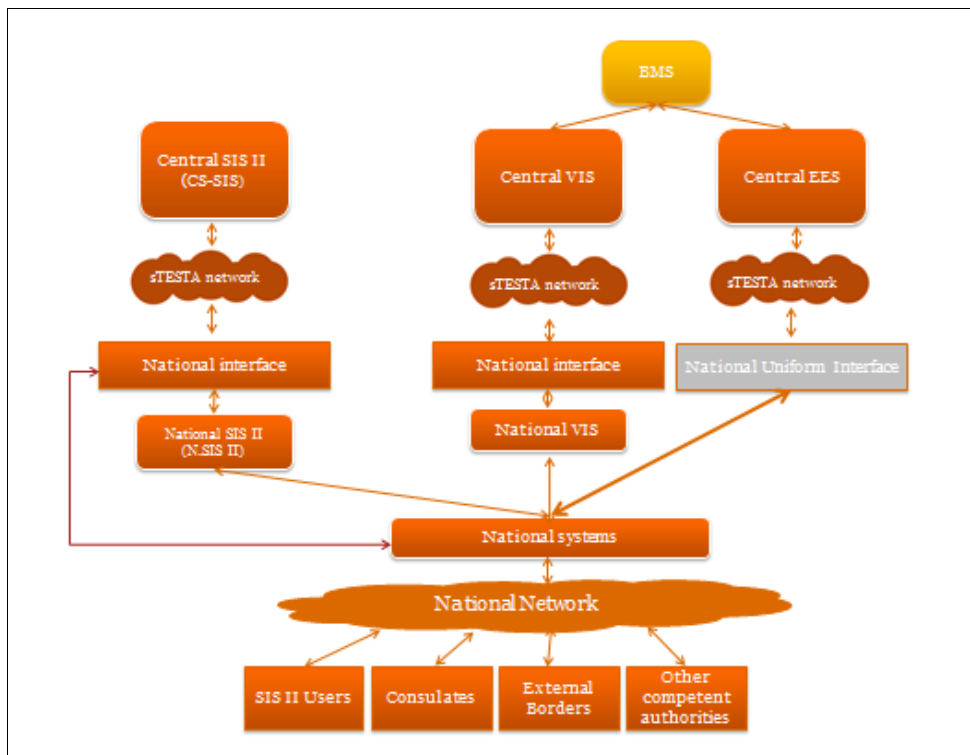 BMS
Central SIS II
(CS-SIS)
Central VIS
Central EES
sTESTA network
sTESTA network
sTESTA network
National interface
National interface
National Uniform Interface
National SIS II
(N.SIS II)
National VIS
National systems
National Network
SIS II Users
Consulates
External
Borders
Other
competent
authorities